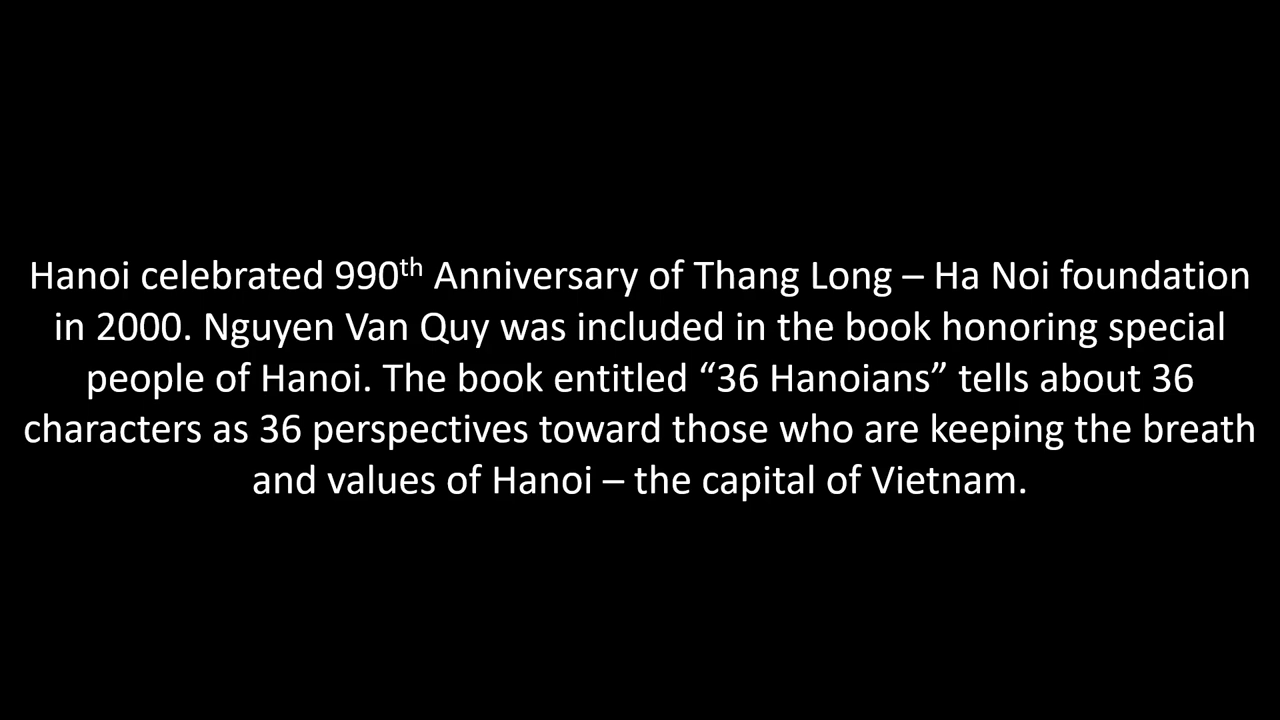 Hanoi celebrated 990th Anniversary of Thang Long – Ha Noi foundation
in 2000. Nguyen Van Quy was included in the book honoring special
people of Hanoi. The book entitled “36 Hanoians” tells about 36
characters as 36 perspectives toward those who are keeping the breath
and values of Hanoi – the capital of Vietnam.